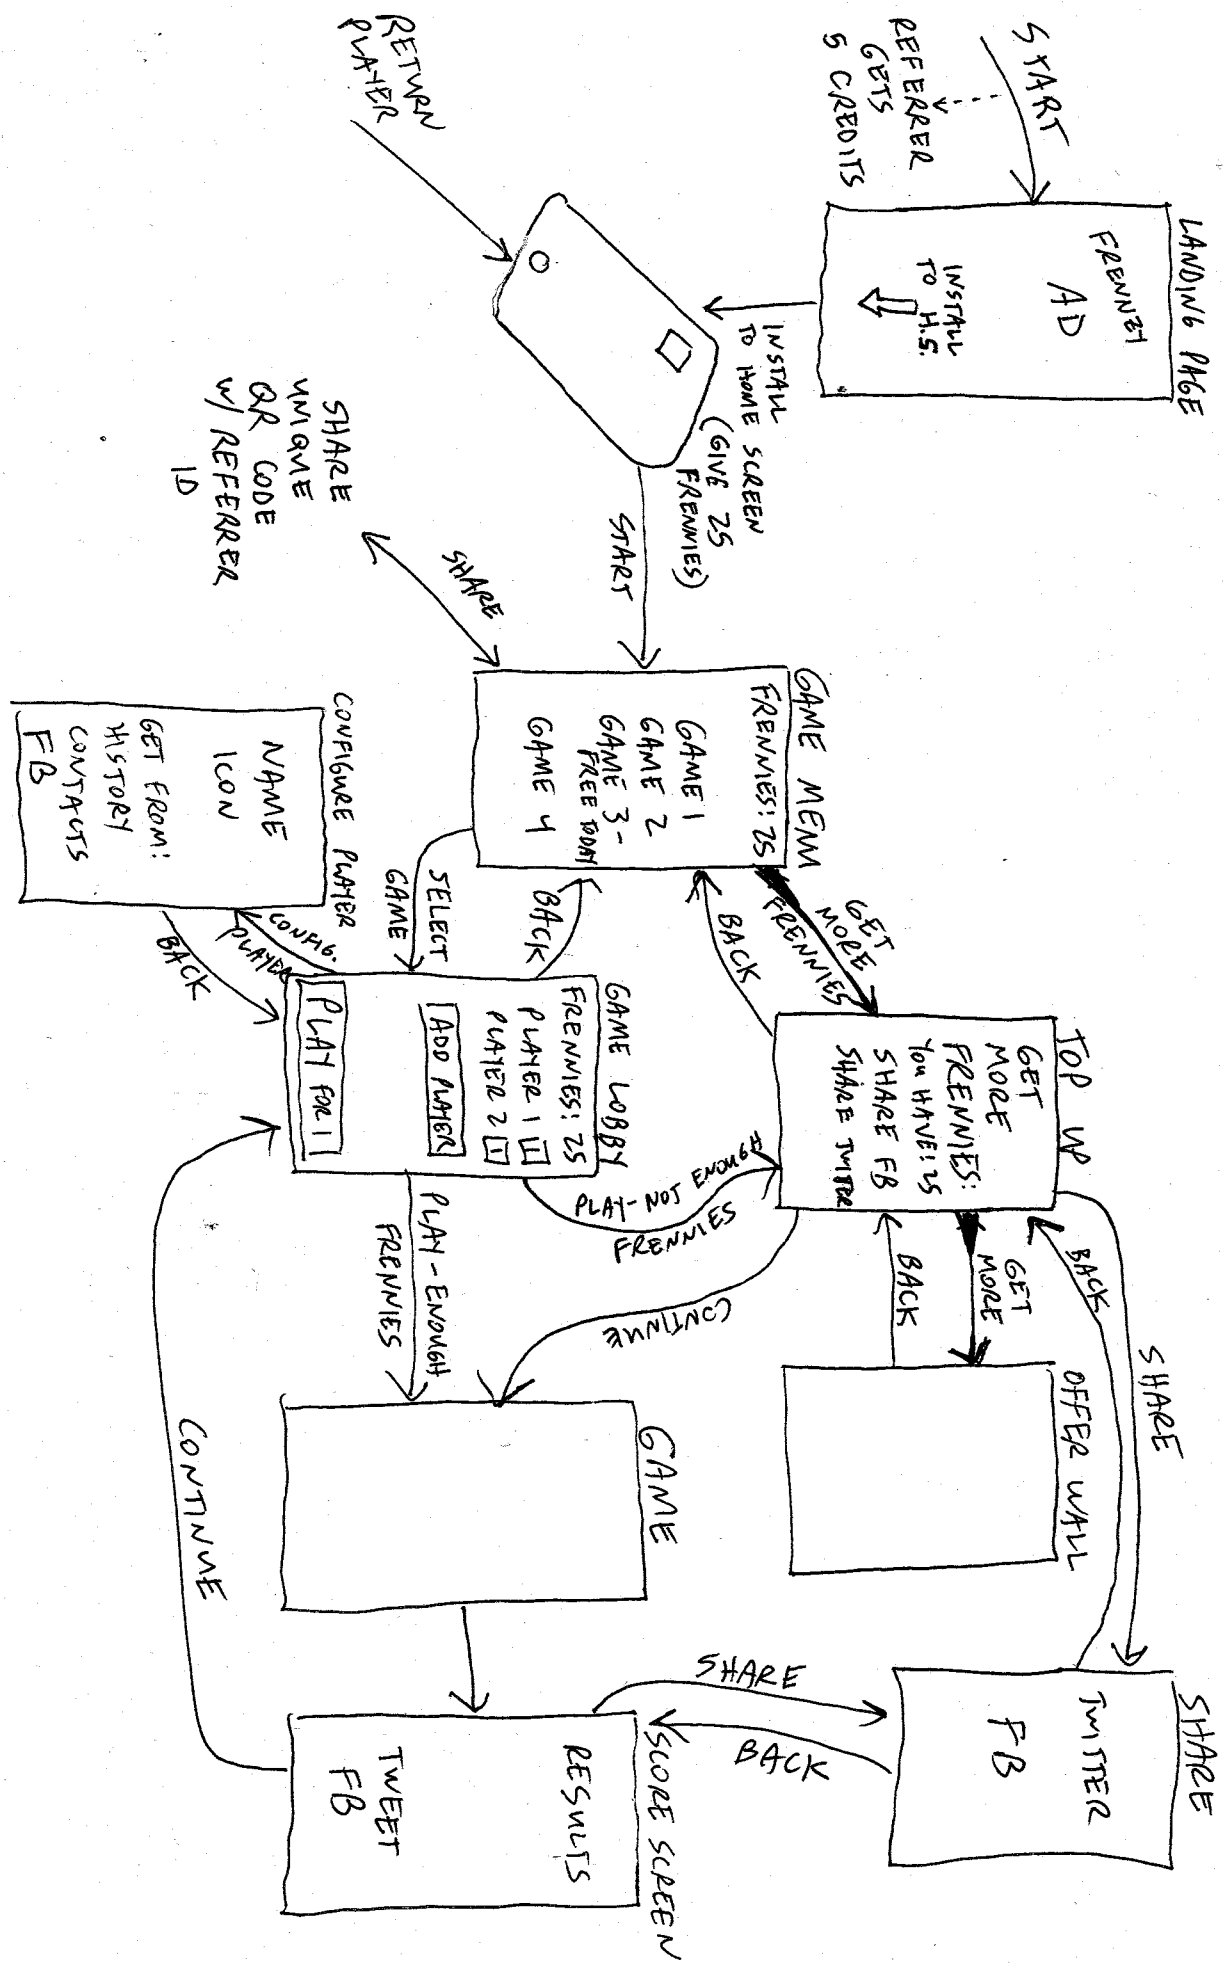 START
REFERRER
GETS
5 CREDITS
LANDING PAGE
FRENNZY
AD
INSTALL
TO H.S.
RETURN
PLAYER
INSTALL
TO HOME SCREEN
(GIVE 25
FRENNIES)
START
SHARE
SHARE
UNIQUE
QR CODE
W/ REFERRER
ID
GAME MENU
FRENNIES: 25
GAME 1
GAME 2
GAME 3 -
FREE TODAY
GAME 4
GET
MORE
FRENNIES
BACK
SELECT
GAME
BACK
CONFIGURE PLAYER
NAME
ICON
GET FROM:
HISTORY
CONTACTS
FB
CONFIG.
PLAYER
BACK
GAME LOBBY
FRENNIES: 25
PLAYER 1
PLAYER 2
ADD PLAYER
PLAY FOR 1
TOP UP
GET
MORE
FRENNIES:
YOU HAVE: 25
SHARE FB
SHARE TWITTER
PLAY-NOT ENOUGH
FRENNIES
PLAY-ENOUGH
FRENNIES
CONTINUE
GET
MORE
BACK
BACK
SHARE
OFFER WALL
GAME
CONTINUE
SHARE
TWITTER
FB
SHARE
BACK
SCORE SCREEN
RESULTS
TWEET
FB